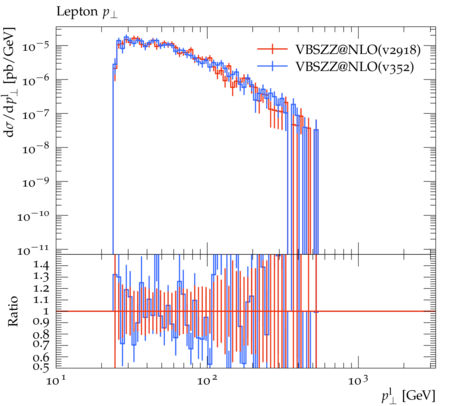 Lepton p⊥
dσ/dp⊥ˡ [pb/GeV]
VBSZZ@NLO(v2918)
VBSZZ@NLO(v352)
10⁻⁵
10⁻⁶
10⁻⁷
10⁻⁸
10⁻⁹
10⁻¹⁰
10⁻¹¹
Ratio
1.4
1.3
1.2
1.1
1
0.9
0.8
0.7
0.6
0.5
10¹ 10² 10³
p⊥ˡ [GeV]